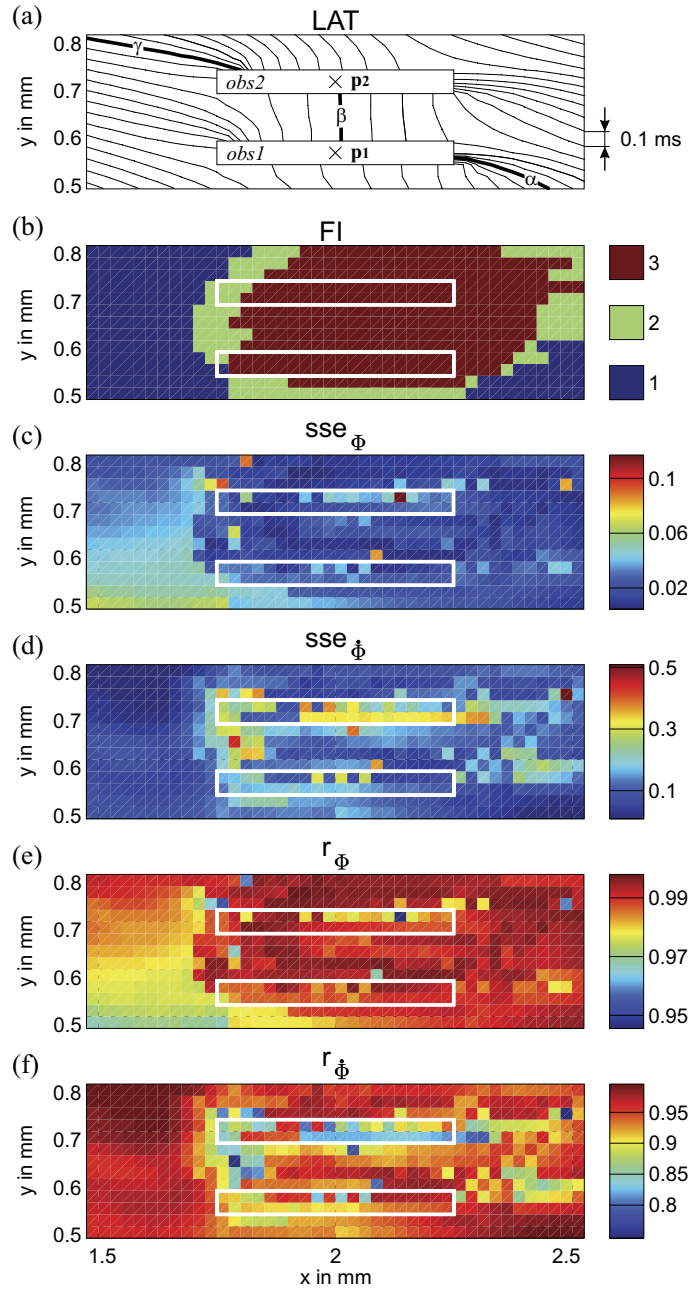 (a) LAT
0.8
0.7
0.6
0.5
y in mm
γ
obs2 × p2
β
obs1 × p1
α
0.1 ms
(b) FI
0.8
0.7
0.6
0.5
y in mm
3
2
1
(c) sse_Φ
0.8
0.7
0.6
0.5
y in mm
0.1
0.06
0.02
(d) sse_Φ̇
0.8
0.7
0.6
0.5
y in mm
0.5
0.3
0.1
(e) r_Φ
0.8
0.7
0.6
0.5
y in mm
0.99
0.97
0.95
(f) r_Φ̇
0.8
0.7
0.6
0.5
y in mm
0.95
0.9
0.85
0.8
1.5 2 2.5
x in mm